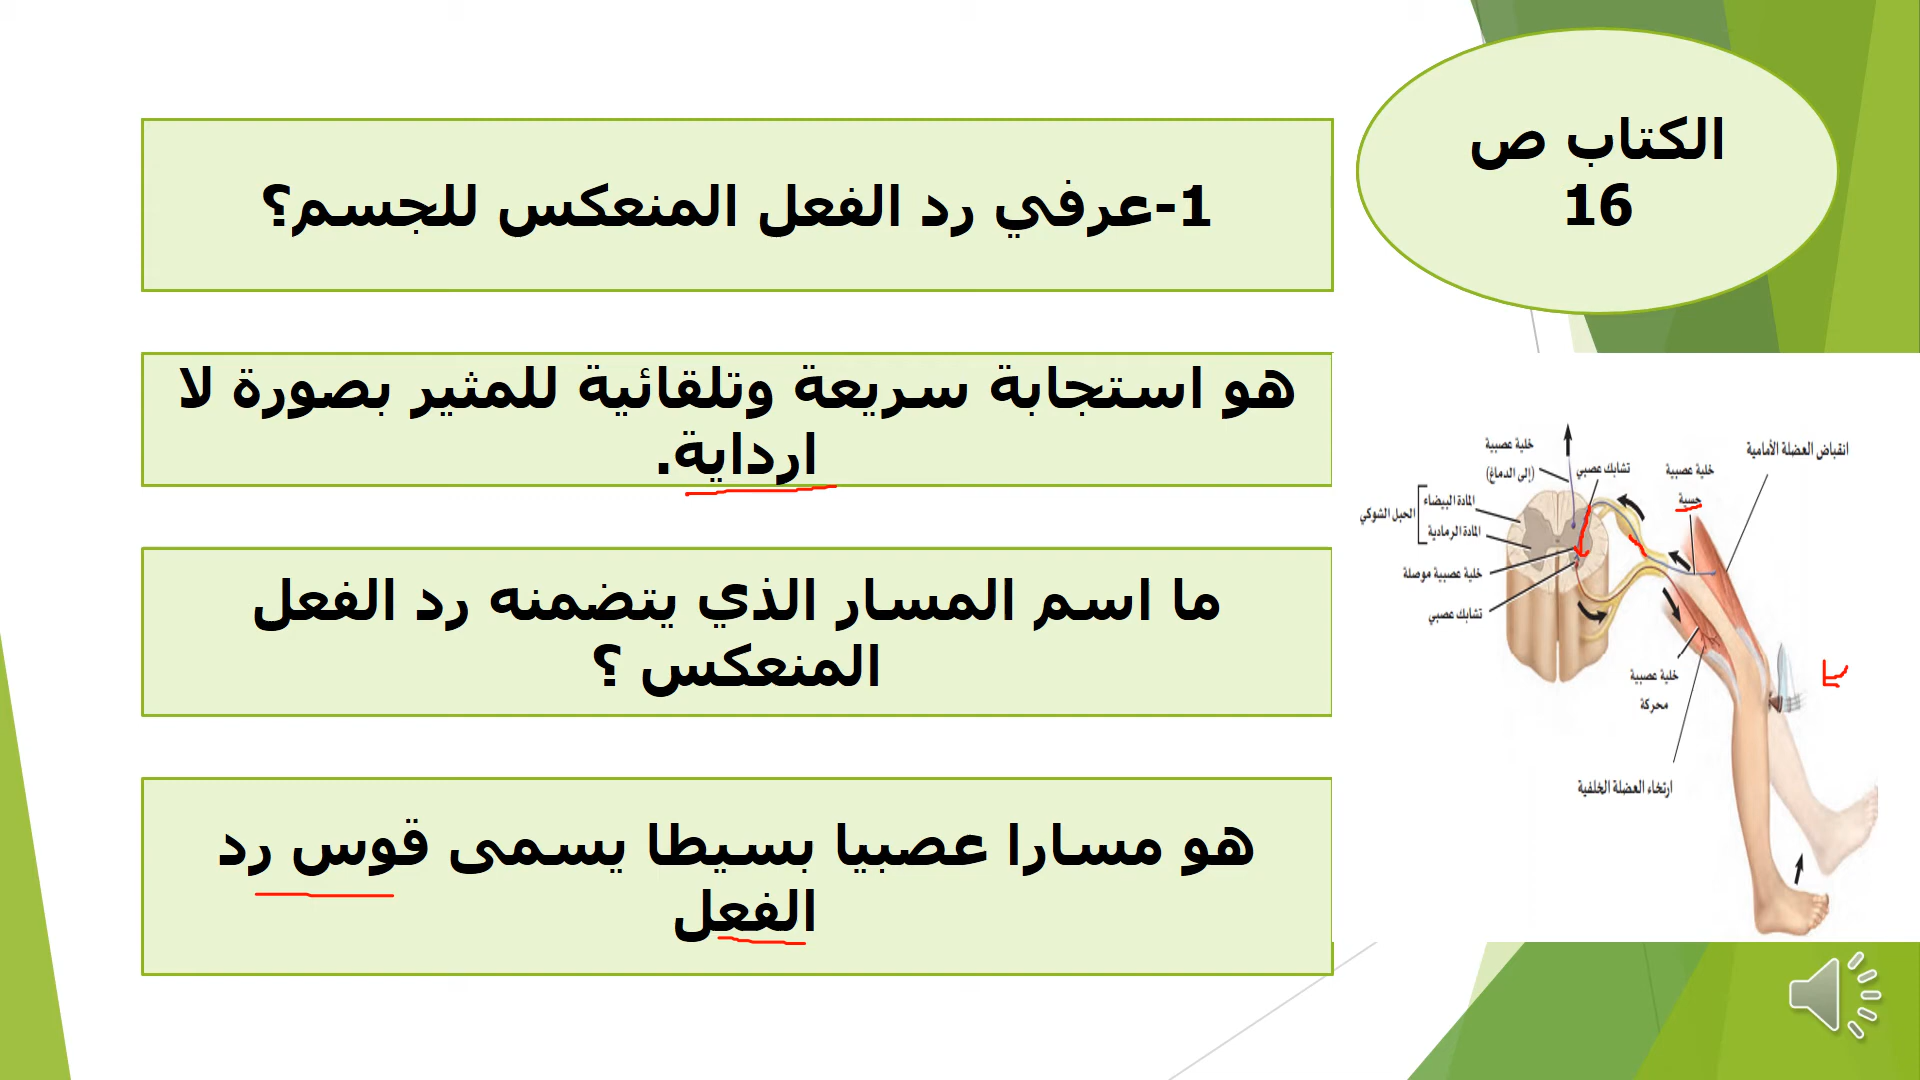 الكتاب ص
16
1-عرفي رد الفعل المنعكس للجسم؟
هو استجابة سريعة وتلقائية للمثير بصورة لا
ارداية.
ما اسم المسار الذي يتضمنه رد الفعل
المنعكس ؟
هو مسارا عصبيا بسيطا يسمى قوس رد
الفعل
انقباض العضلة الأمامية
خلية عصبية
حسية
تشابك عصبي
خلية عصبية
(إلى الدماغ)
المادة البيضاء
الحبل الشوكي
المادة الرمادية
خلية عصبية موصلة
تشابك عصبي
خلية عصبية
محركة
ارتخاء العضلة الخلفية